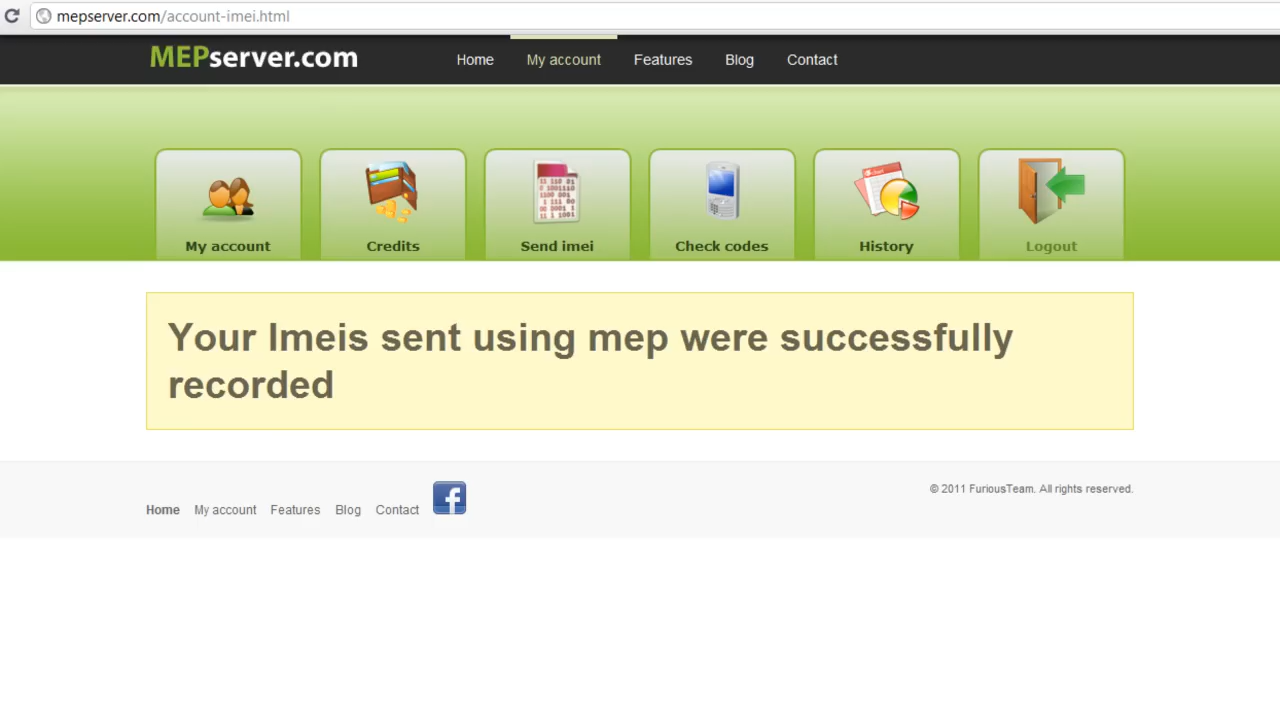 mepserver.com/account-imei.html
MEPserver.com
Home My account Features Blog Contact
My account Credits Send imei Check codes History Logout
Your Imeis sent using mep were successfully
recorded
© 2011 FuriousTeam. All rights reserved.
Home My account Features Blog Contact